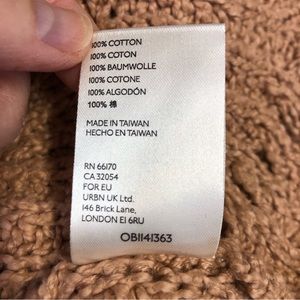 100% COTTON
100% COTON
100% BAUMWOLLE
100% COTONE
100% ALGODÓN
100% 棉
MADE IN TAIWAN
HECHO EN TAIWAN
RN 66170
CA 32054
FOR EU
URBN UK Ltd.
146 Brick Lane,
LONDON E1 6RU
OB1141363